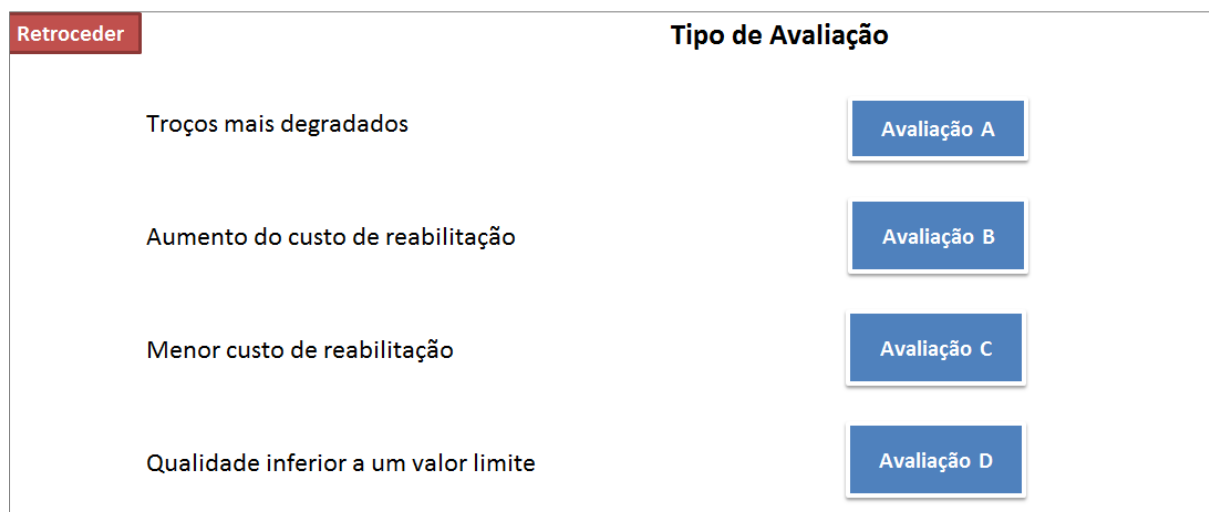 Retroceder
Tipo de Avaliação
Troços mais degradados
Avaliação A
Aumento do custo de reabilitação
Avaliação B
Menor custo de reabilitação
Avaliação C
Qualidade inferior a um valor limite
Avaliação D